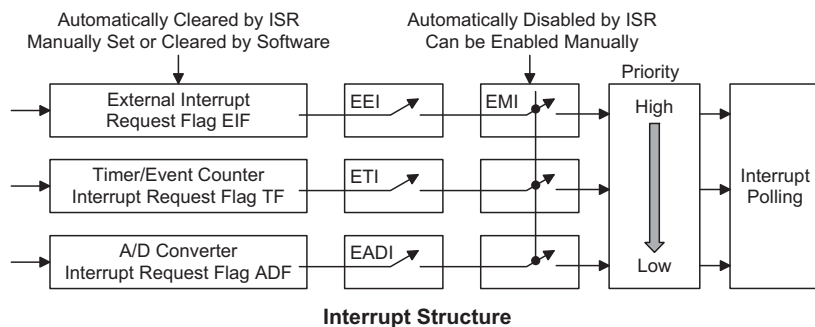 Automatically Cleared by ISR
Manually Set or Cleared by Software
Automatically Disabled by ISR
Can be Enabled Manually
Priority
External Interrupt
Request Flag EIF
EEI
EMI
High
Timer/Event Counter
Interrupt Request Flag TF
ETI
Interrupt
Polling
A/D Converter
Interrupt Request Flag ADF
EADI
Low
Interrupt Structure